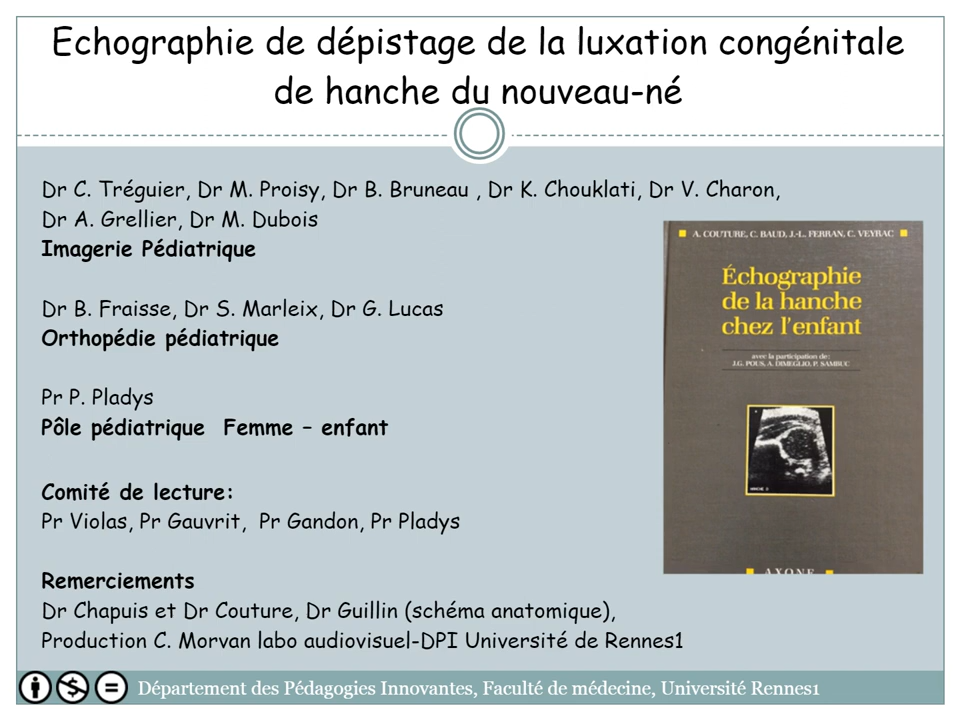 Echographie de dépistage de la luxation congénitale
de hanche du nouveau-né
Dr C. Tréguier, Dr M. Proisy, Dr B. Bruneau , Dr K. Chouklati, Dr V. Charon,
Dr A. Grellier, Dr M. Dubois
Imagerie Pédiatrique
Dr B. Fraisse, Dr S. Marleix, Dr G. Lucas
Orthopédie pédiatrique
Pr P. Pladys
Pôle pédiatrique Femme – enfant
Comité de lecture:
Pr Violas, Pr Gauvrit, Pr Gandon, Pr Pladys
Remerciements
Dr Chapuis et Dr Couture, Dr Guillin (schéma anatomique),
Production C. Morvan labo audiovisuel-DPI Université de Rennes1
A. COUTURE, C. BAUD, J.-L. FERRAN, C. VEYRAC
Échographie
de la hanche
chez l'enfant
avec la participation de:
J.G. POUS, A. DIMEGLIO, P. SAMBUC
HANCHE D
AXONE
Département des Pédagogies Innovantes, Faculté de médecine, Université Rennes1